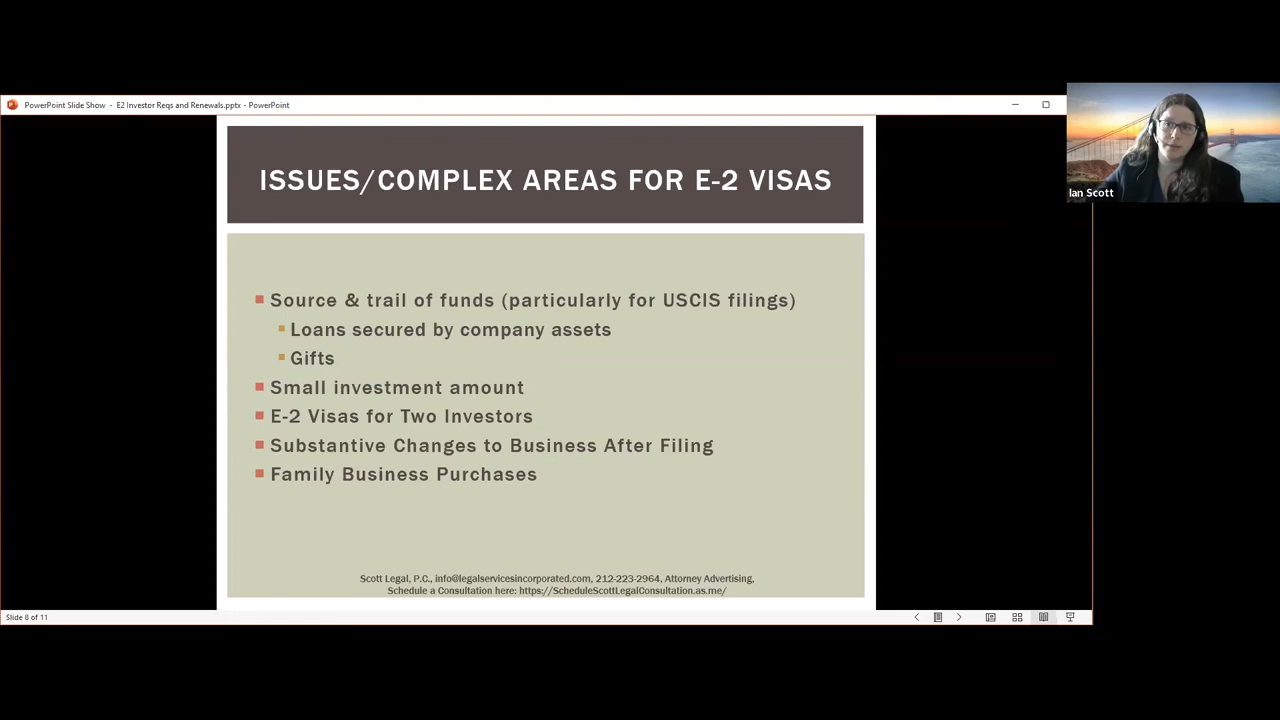 PowerPoint Slide Show - E2 Investor Reqs and Renewals.pptx - PowerPoint
Ian Scott
ISSUES/COMPLEX AREAS FOR E-2 VISAS
Source & trail of funds (particularly for USCIS filings)
Loans secured by company assets
Gifts
Small investment amount
E-2 Visas for Two Investors
Substantive Changes to Business After Filing
Family Business Purchases
Scott Legal, P.C., info@legalservicesincorporated.com, 212-223-2964, Attorney Advertising,
Schedule a Consultation here: https://ScheduleScottLegalConsultation.as.me/
Slide 8 of 11